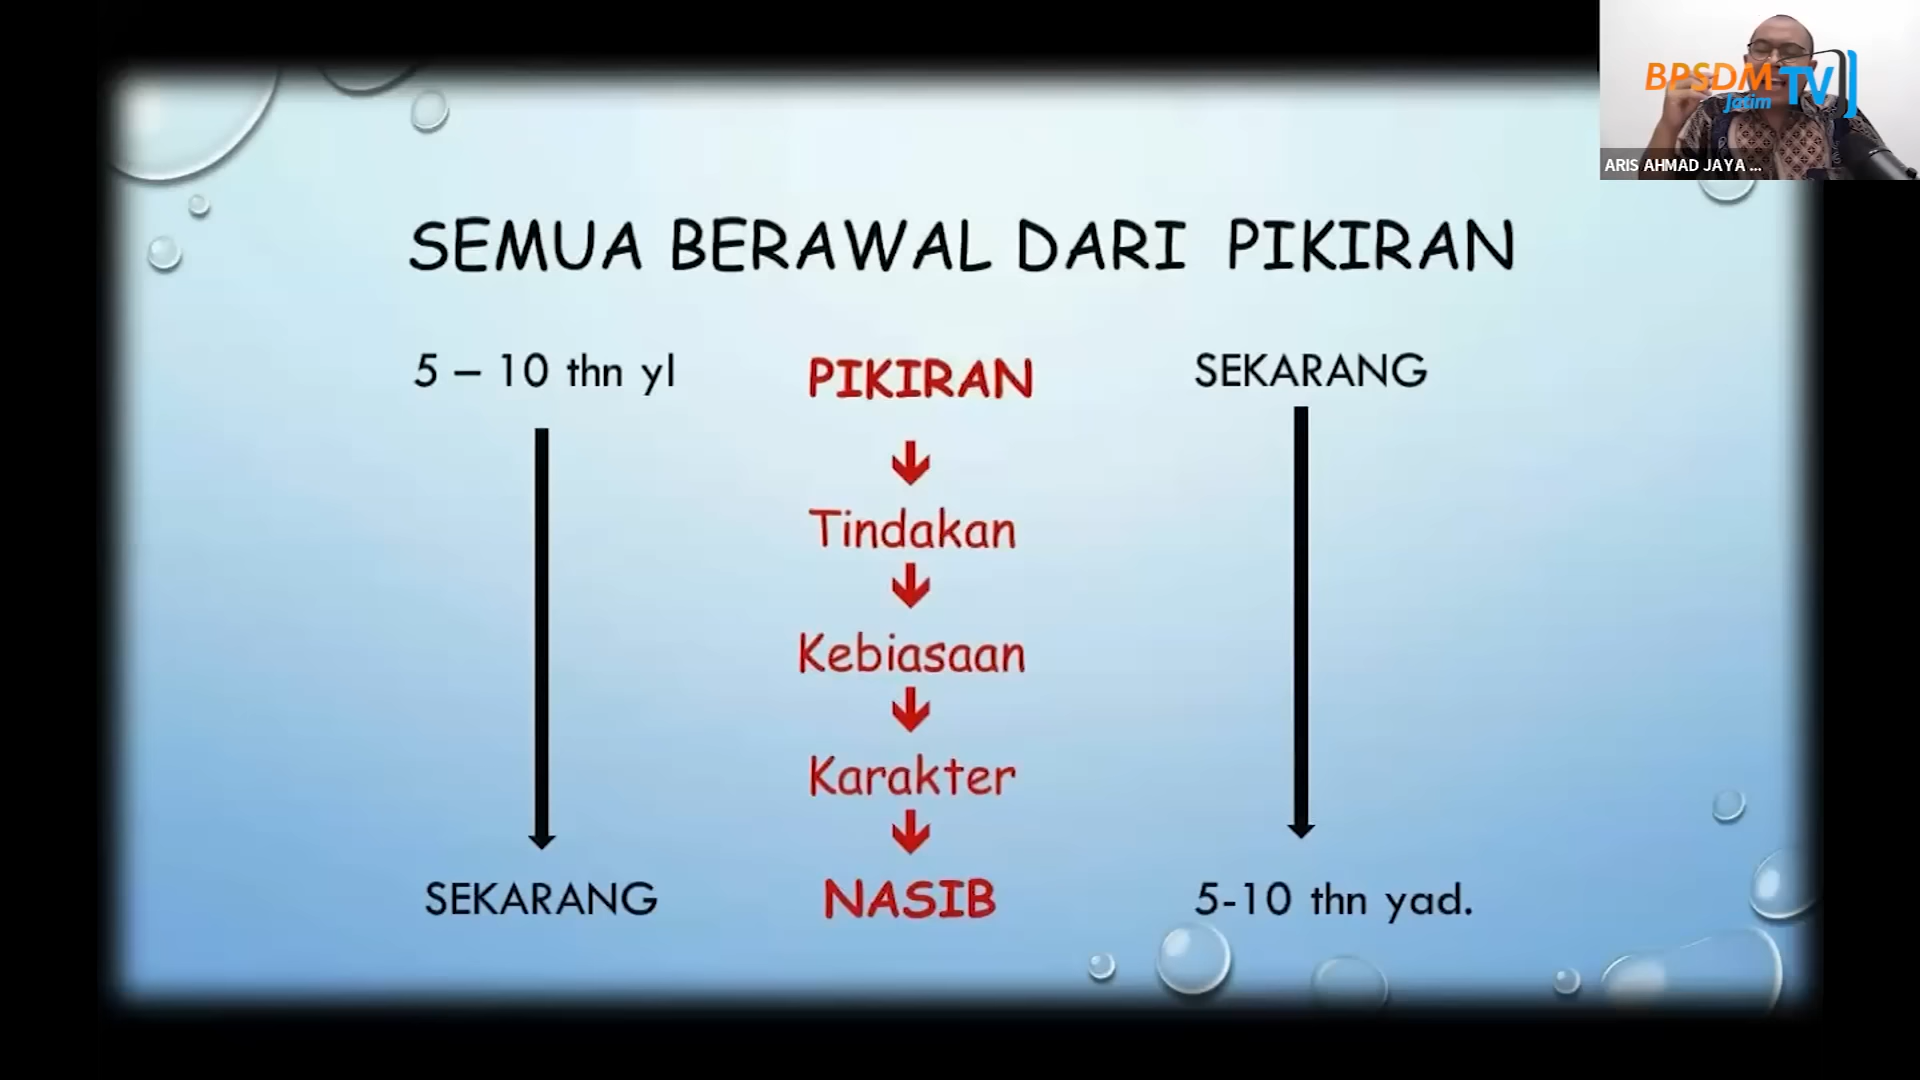 BPSDM TV
Jatim
ARIS AHMAD JAYA ...
SEMUA BERAWAL DARI PIKIRAN
5 – 10 thn yl
PIKIRAN
SEKARANG
Tindakan
Kebiasaan
Karakter
SEKARANG
NASIB
5-10 thn yad.